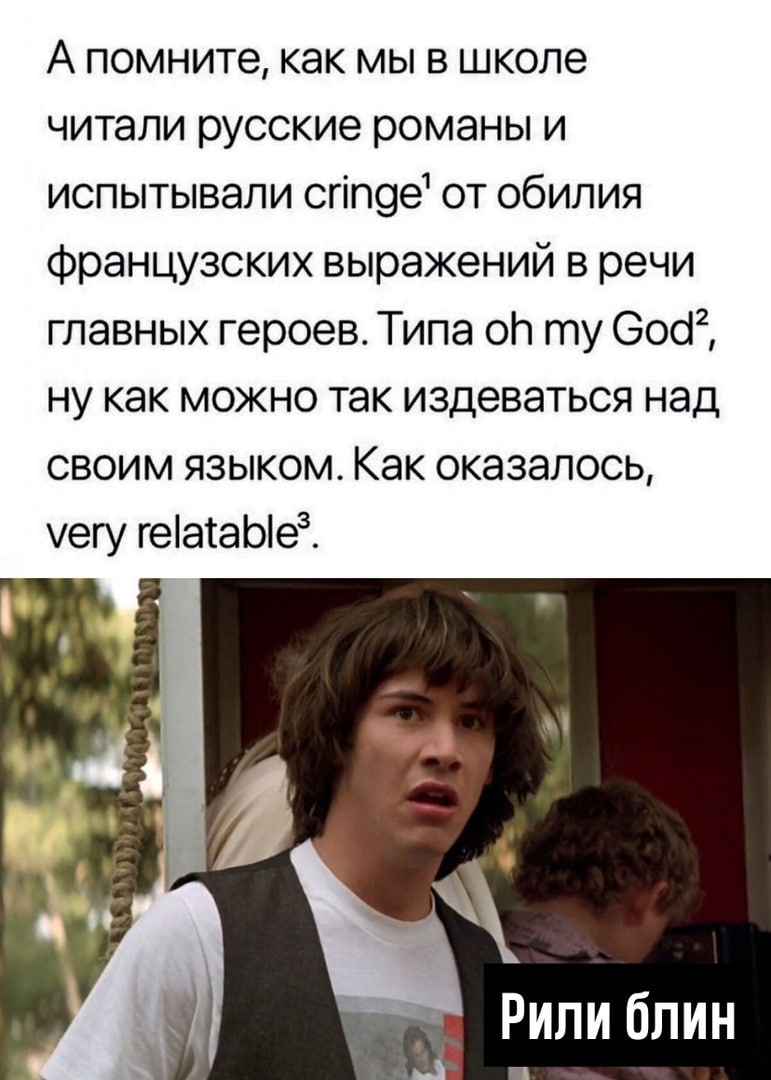 А помните, как мы в школе
читали русские романы и
испытывали cringe¹ от обилия
французских выражений в речи
главных героев. Типа oh my God²,
ну как можно так издеваться над
своим языком. Как оказалось,
very relatable³.
Рили блин